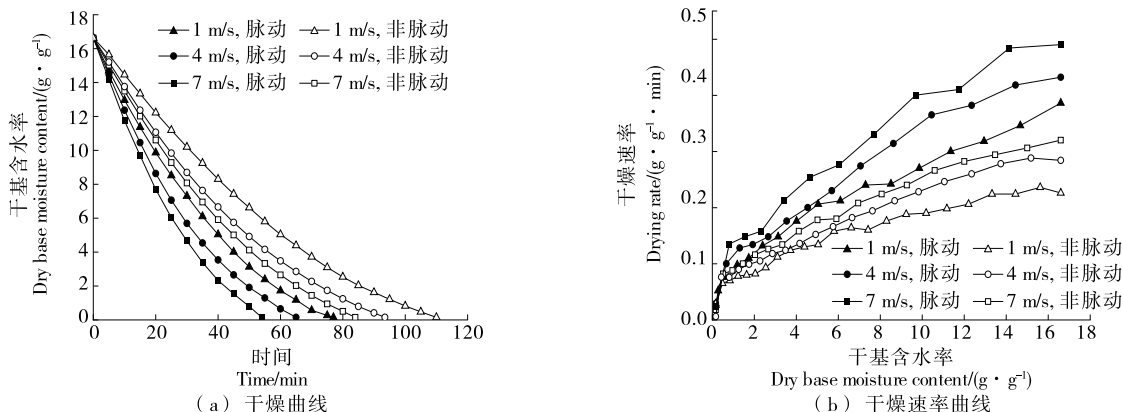 18
16
14
12
10
8
6
4
2
0
0 20 40 60 80 100 120
干基含水率
Dry base moisture content/(g·g⁻¹)
1 m/s, 脉动 1 m/s, 非脉动
4 m/s, 脉动 4 m/s, 非脉动
7 m/s, 脉动 7 m/s, 非脉动
时间
Time/min
(a) 干燥曲线
0.5
0.4
0.3
0.2
0.1
0.0
0 2 4 6 8 10 12 14 16 18
干燥速率
Drying rate/(g·g⁻¹·min)
1 m/s, 脉动 1 m/s, 非脉动
4 m/s, 脉动 4 m/s, 非脉动
7 m/s, 脉动 7 m/s, 非脉动
干基含水率
Dry base moisture content/(g·g⁻¹)
(b) 干燥速率曲线